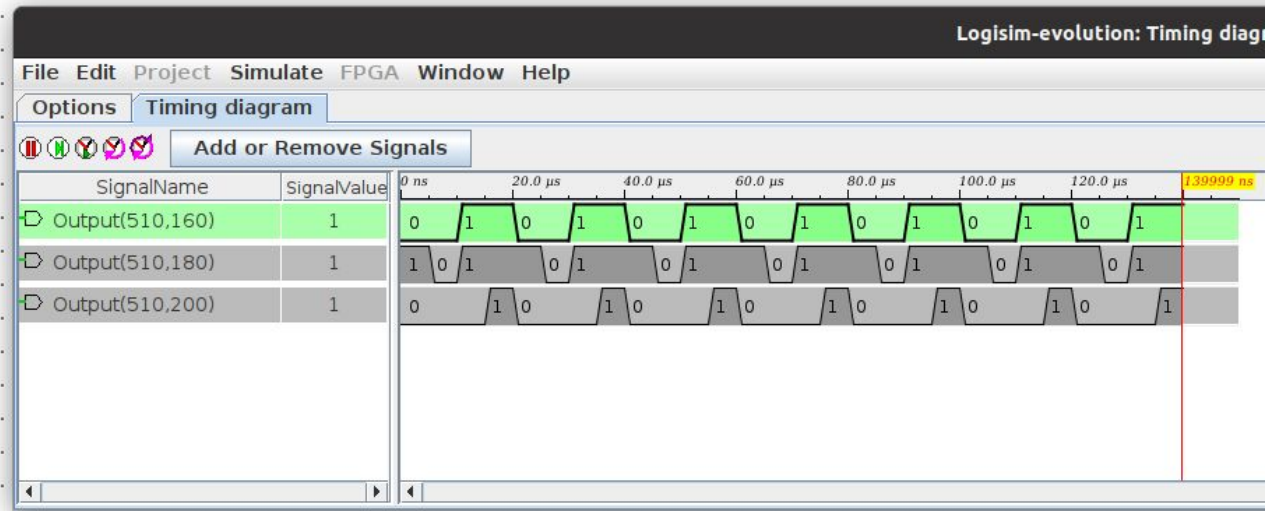 Logisim-evolution: Timing diagr
File Edit Project Simulate FPGA Window Help
Options Timing diagram
Add or Remove Signals
SignalName SignalValue 0 ns 20.0 µs 40.0 µs 60.0 µs 80.0 µs 100.0 µs 120.0 µs 139999 ns
Output(510,160) 1 0 1 0 1 0 1 0 1 0 1 0 1 0 1
Output(510,180) 1 1 0 1 0 1 0 1 0 1 0 1 0 1 0 1
Output(510,200) 1 0 1 0 1 0 1 0 1 0 1 0 1 0 1